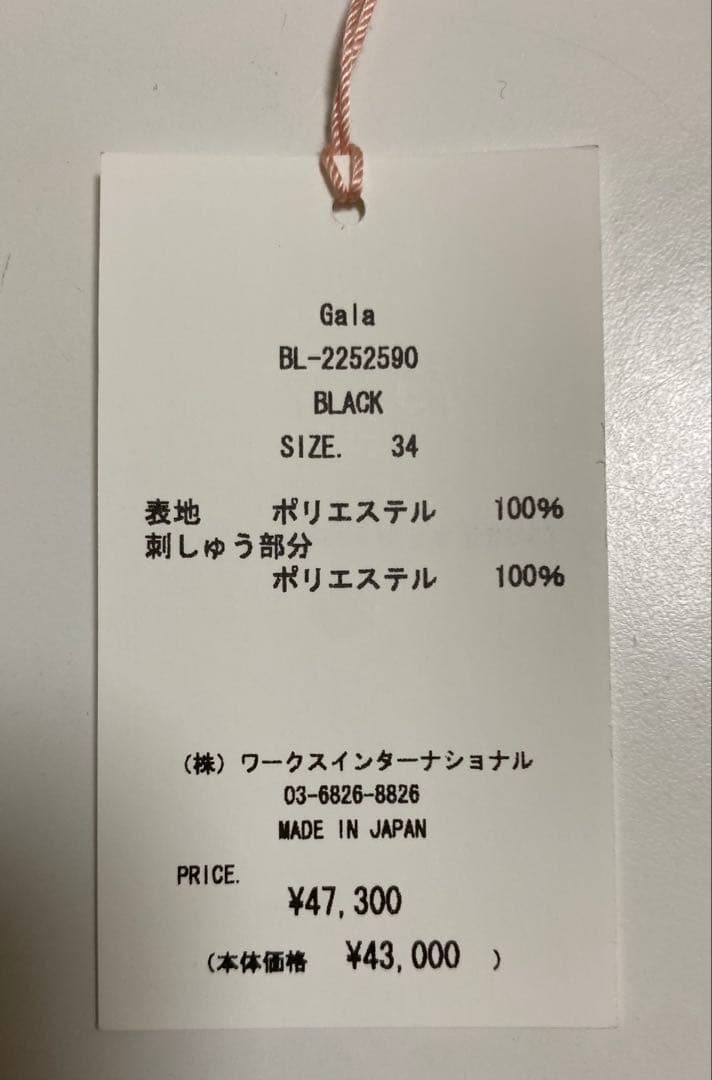 Gala
BL-2252590
BLACK
SIZE. 34
表地 ポリエステル 100%
刺しゅう部分
ポリエステル 100%
(株) ワークスインターナショナル
03-6826-8826
MADE IN JAPAN
PRICE.
¥47,300
(本体価格 ¥43,000 )